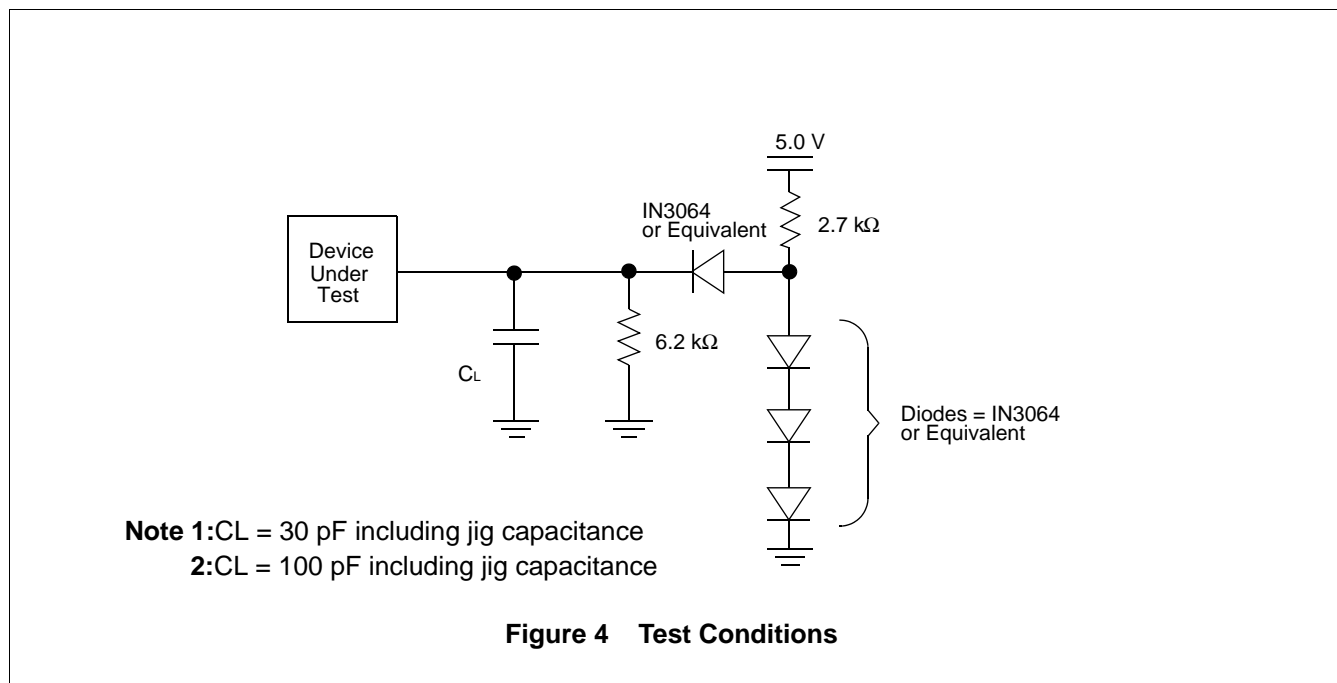 5.0 V
IN3064
or Equivalent
2.7 kΩ
Device
Under
Test
6.2 kΩ
CL
Diodes = IN3064
or Equivalent
Note 1:CL = 30 pF including jig capacitance
2:CL = 100 pF including jig capacitance
Figure 4 Test Conditions